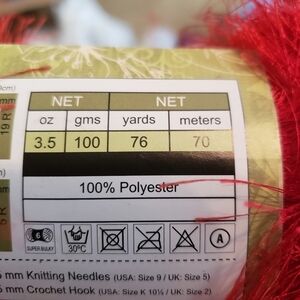 NET NET
oz gms yards meters
3.5 100 76 70
100% Polyester
6
SUPER BULKY 30°C A
mm Knitting Needles (USA: Size 9 / UK: Size 5)
mm Crochet Hook (USA: Size K 10½ / UK: Size 2)